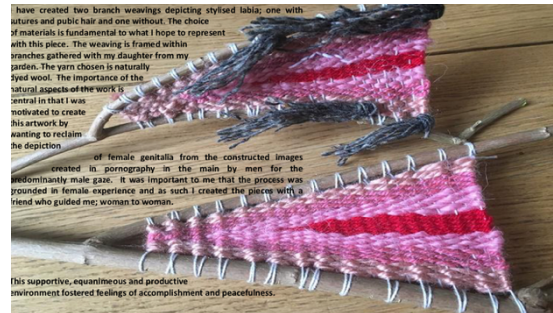 have created two branch weavings depicting stylised labia; one with
sutures and pubic hair and one without. The choice
of materials is fundamental to what I hope to represent
with this piece. The weaving is framed within
branches gathered with my daughter from my
garden. The yarn chosen is naturally
dyed wool. The importance of the
natural aspects of the work is
central in that I was
motivated to create
this artwork by
wanting to reclaim
the depiction
of female genitalia from the constructed images
created in pornography in the main by men for the
predominantly male gaze. It was important to me that the process was
grounded in female experience and as such I created the pieces with a
friend who guided me; woman to woman.
This supportive, equanimeous and productive
environment fostered feelings of accomplishment and peacefulness.